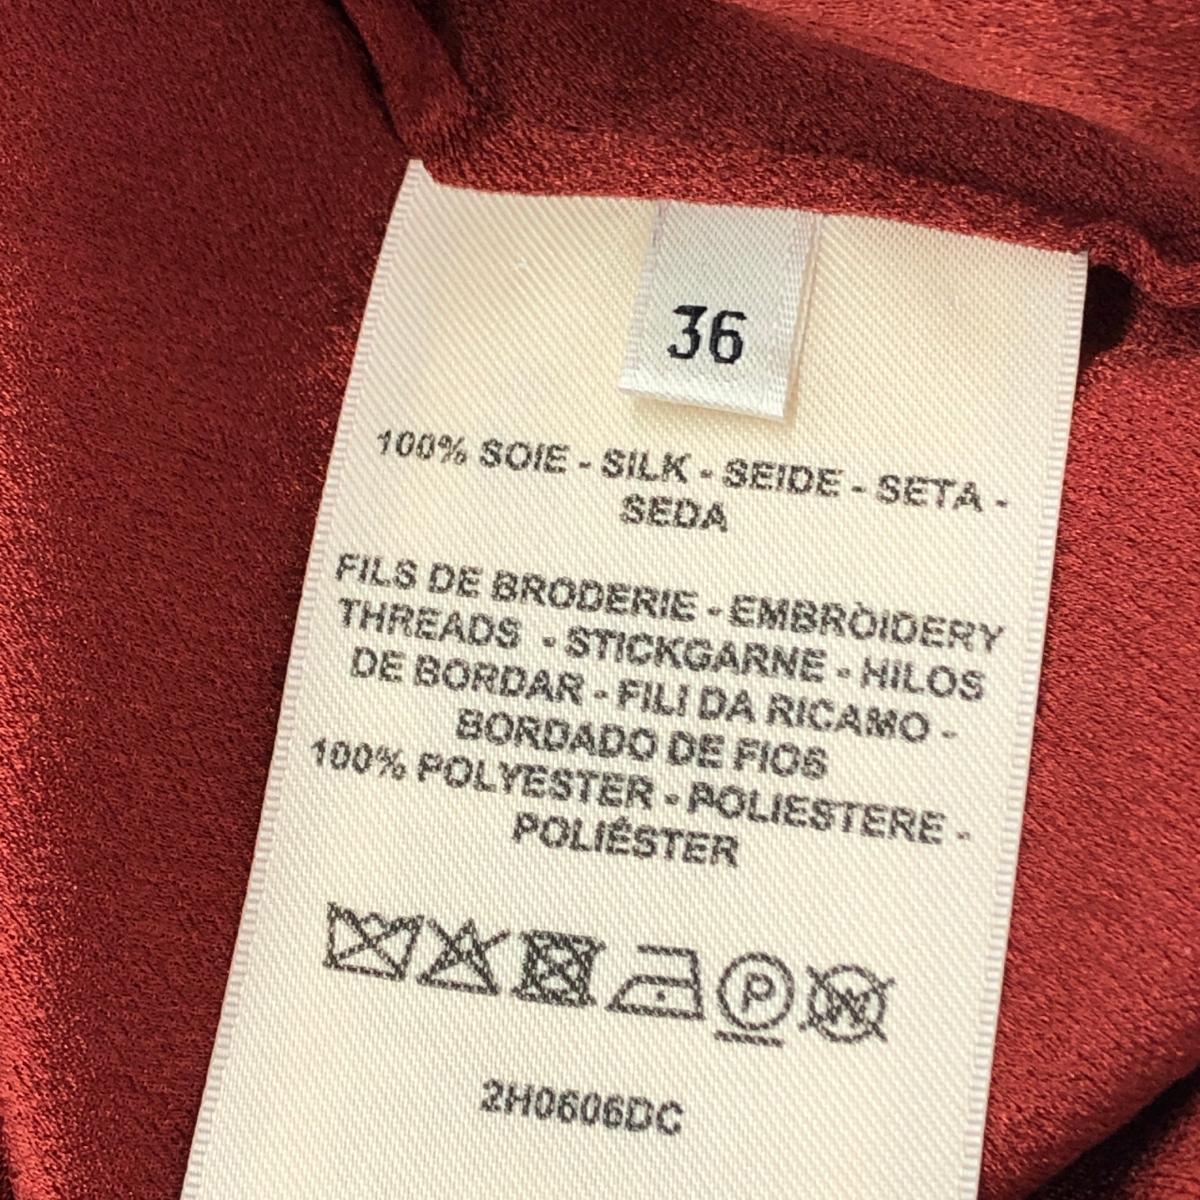 36
100% SOIE - SILK - SEIDE - SETA -
SEDA
FILS DE BRODERIE - EMBROIDERY
THREADS - STICKGARNE - HILOS
DE BORDAR - FILI DA RICAMO -
BORDADO DE FIOS
100% POLYESTER - POLIESTERE -
POLIÉSTER
P
W
2H0606DC